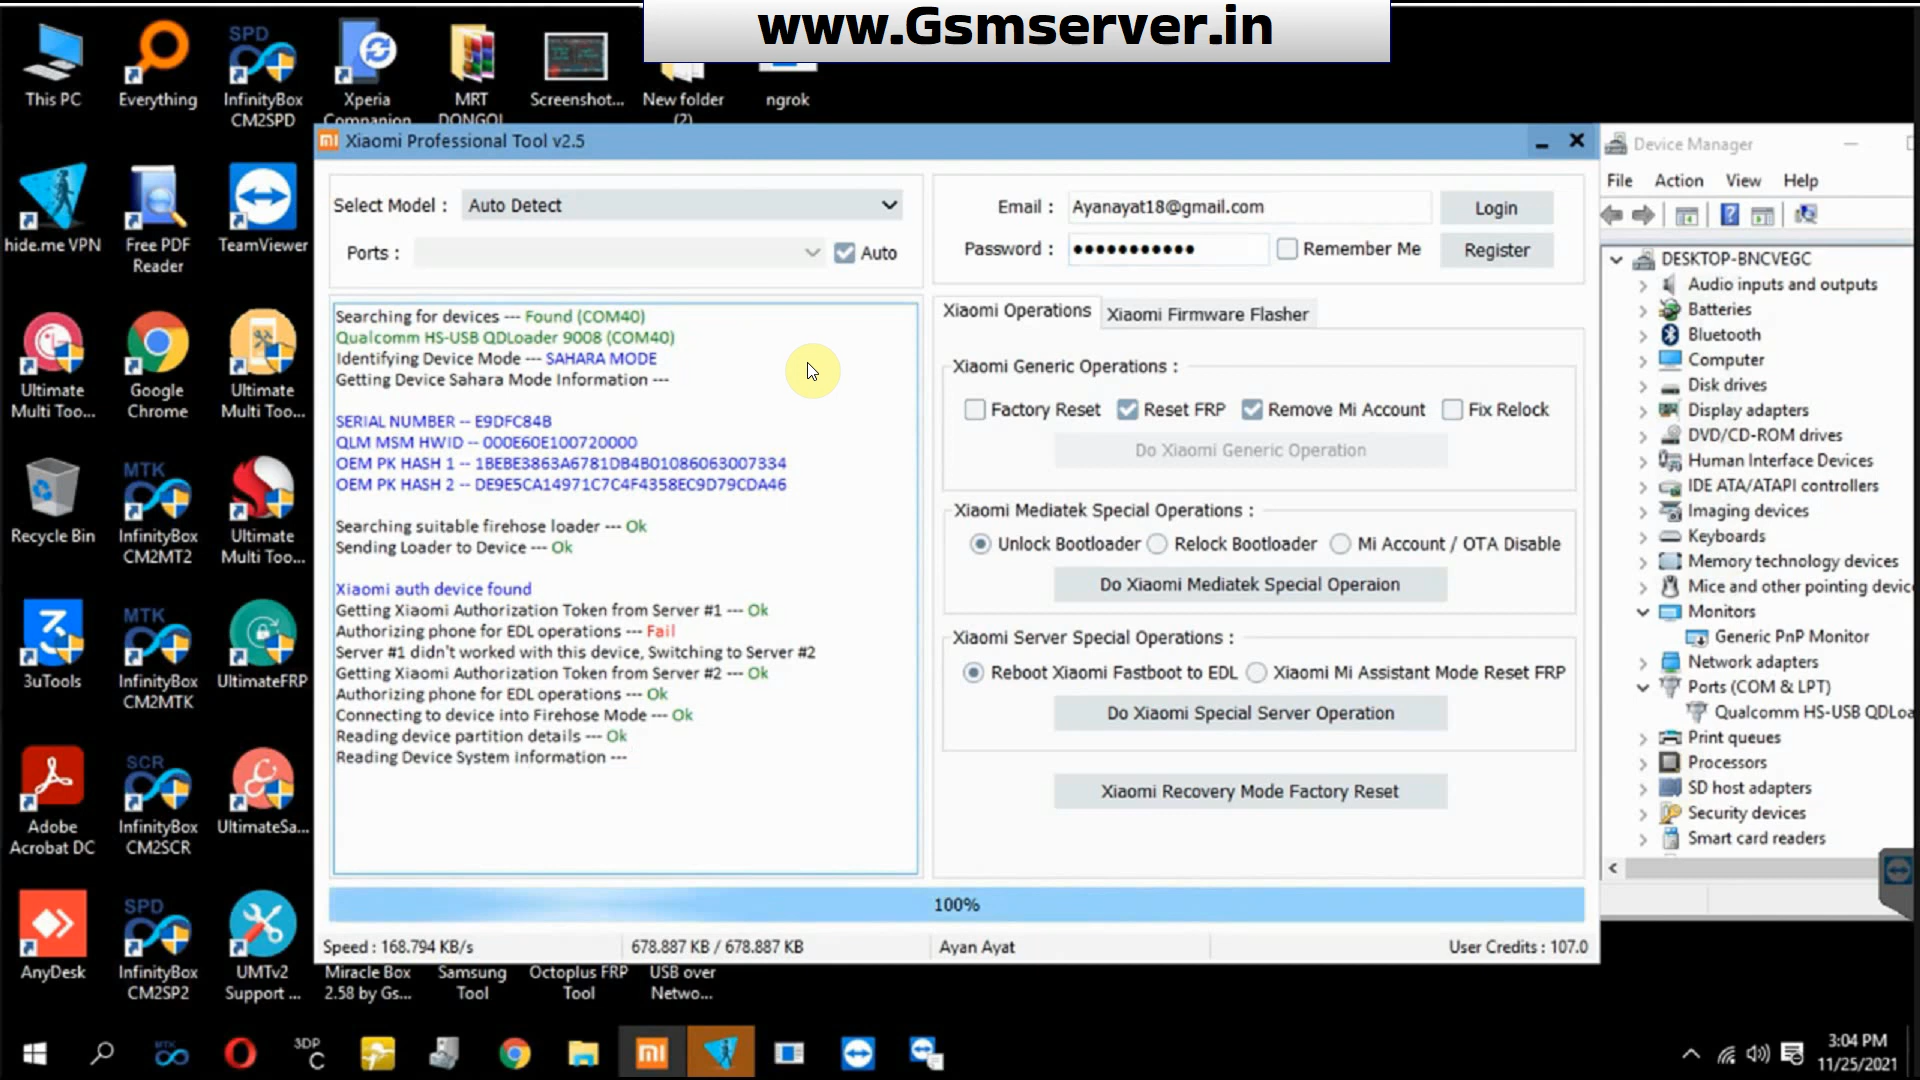 www.Gsmserver.in
This PC
Everything
SPD
InfinityBox
CM2SPD
Xperia
Companion
MRT
DONGOL
Screenshot...
New folder
(2)
ngrok
hide.me VPN
Free PDF
Reader
TeamViewer
Ultimate
Multi Too...
Google
Chrome
Ultimate
Multi Too...
Recycle Bin
MTK
InfinityBox
CM2MT2
Ultimate
Multi Too...
3uTools
MTK
InfinityBox
CM2MTK
UltimateFRP
Adobe
Acrobat DC
SCR
InfinityBox
CM2SCR
UltimateSa...
AnyDesk
SPD
InfinityBox
CM2SP2
UMTv2
Support ...
Miracle Box
2.58 by Gs...
Samsung
Tool
Octoplus FRP
Tool
USB over
Netwo...
Xiaomi Professional Tool v2.5
Select Model :
Auto Detect
Ports :
Auto
Email :
Ayanayat18@gmail.com
Login
Password :
Remember Me
Register
Searching for devices --- Found (COM40)
Qualcomm HS-USB QDLoader 9008 (COM40)
Identifying Device Mode --- SAHARA MODE
Getting Device Sahara Mode Information ---
SERIAL NUMBER -- E9DFC84B
QLM MSM HWID -- 000E60E100720000
OEM PK HASH 1 -- 1BEBE3863A6781DB4B01086063007334
OEM PK HASH 2 -- DE9E5CA14971C7C4F4358EC9D79CDA46
Searching suitable firehose loader --- Ok
Sending Loader to Device --- Ok
Xiaomi auth device found
Getting Xiaomi Authorization Token from Server #1 --- Ok
Authorizing phone for EDL operations --- Fail
Server #1 didn't worked with this device, Switching to Server #2
Getting Xiaomi Authorization Token from Server #2 --- Ok
Authorizing phone for EDL operations --- Ok
Connecting to device into Firehose Mode --- Ok
Reading device partition details --- Ok
Reading Device System Information ---
Xiaomi Operations
Xiaomi Firmware Flasher
Xiaomi Generic Operations :
Factory Reset
Reset FRP
Remove Mi Account
Fix Relock
Do Xiaomi Generic Operation
Xiaomi Mediatek Special Operations :
Unlock Bootloader
Relock Bootloader
Mi Account / OTA Disable
Do Xiaomi Mediatek Special Operaion
Xiaomi Server Special Operations :
Reboot Xiaomi Fastboot to EDL
Xiaomi Mi Assistant Mode Reset FRP
Do Xiaomi Special Server Operation
Xiaomi Recovery Mode Factory Reset
100%
Speed : 168.794 KB/s
678.887 KB / 678.887 KB
Ayan Ayat
User Credits : 107.0
Device Manager
File
Action
View
Help
DESKTOP-BNCVEGC
Audio inputs and outputs
Batteries
Bluetooth
Computer
Disk drives
Display adapters
DVD/CD-ROM drives
Human Interface Devices
IDE ATA/ATAPI controllers
Imaging devices
Keyboards
Memory technology devices
Mice and other pointing device
Monitors
Generic PnP Monitor
Network adapters
Ports (COM & LPT)
Qualcomm HS-USB QDLoa
Print queues
Processors
SD host adapters
Security devices
Smart card readers
MTK
3DP
C
3:04 PM
11/25/2021